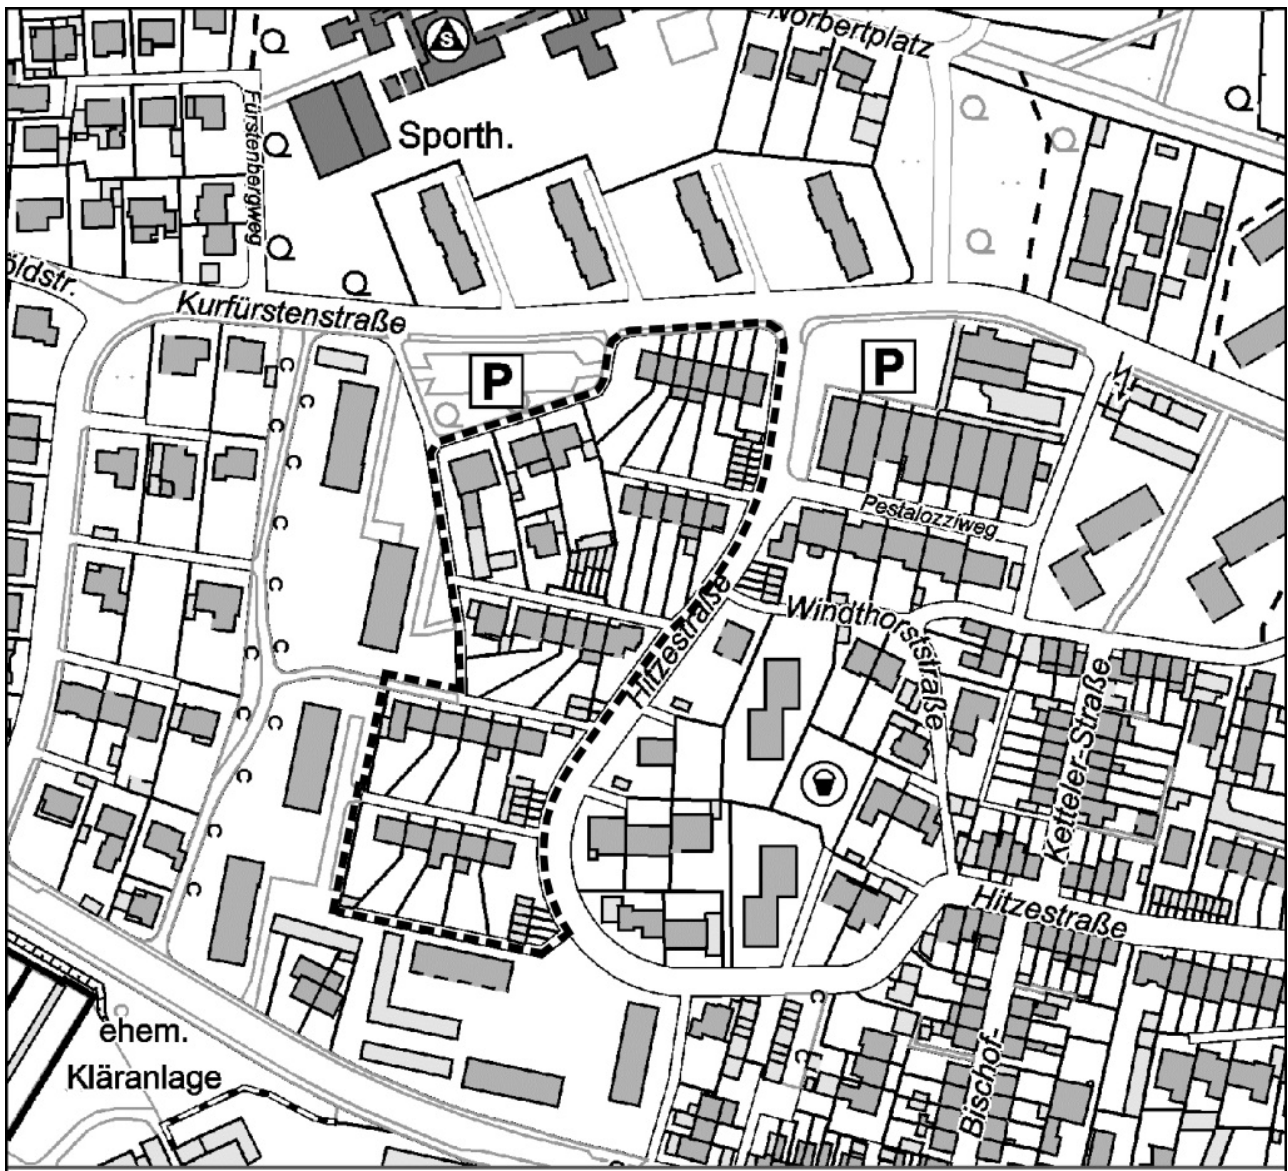 Norbertplatz
S
Sporth.
Fürstenbergweg
öldstr.
Kurfürstenstraße
P
P
Pestalozziweg
Windthorststraße
Hitzestraße
Ketteler-Straße
Hitzestraße
Bischof-
ehem.
Kläranlage